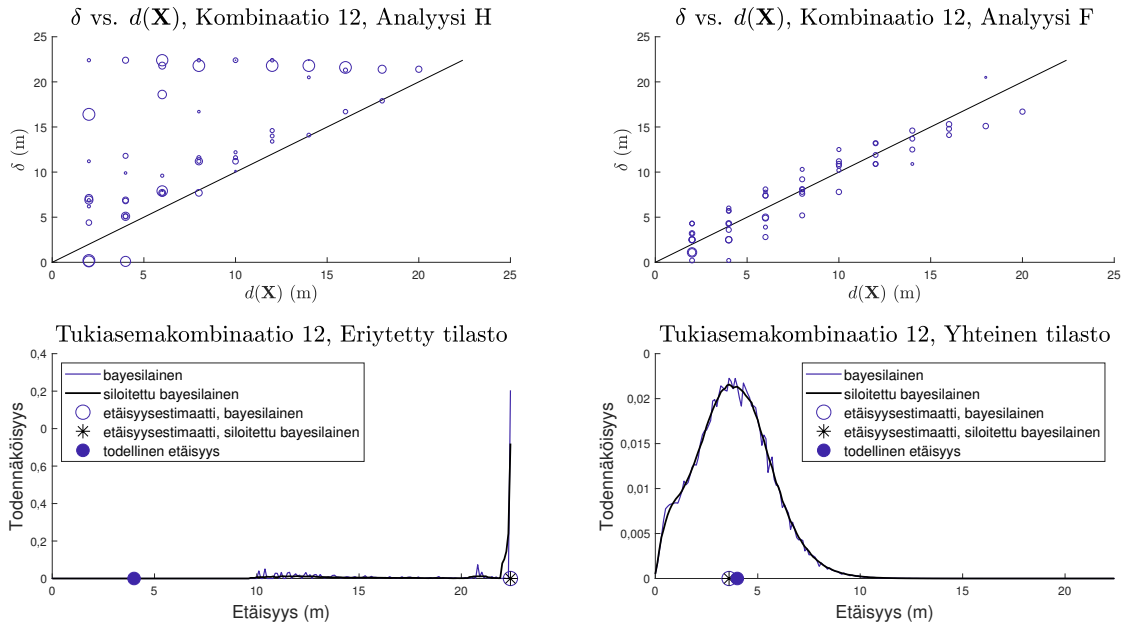 δ vs. d(X), Kombinaatio 12, Analyysi H
25
20
15
10
5
0
δ (m)
0 5 10 15 20 25
d(X) (m)
δ vs. d(X), Kombinaatio 12, Analyysi F
25
20
15
10
5
0
δ (m)
0 5 10 15 20 25
d(X) (m)
Tukiasemakombinaatio 12, Eriytetty tilasto
0,4
0,2
0
0,6
0,4
0,2
0
Todennäköisyys
bayesilainen
siloitettu bayesilainen
etäisyysestimaatti, bayesilainen
etäisyysestimaatti, siloitettu bayesilainen
todellinen etäisyys
0 5 10 15 20
Etäisyys (m)
Tukiasemakombinaatio 12, Yhteinen tilasto
0
0,02
0,015
0,01
0,005
0
Todennäköisyys
bayesilainen
siloitettu bayesilainen
etäisyysestimaatti, bayesilainen
etäisyysestimaatti, siloitettu bayesilainen
todellinen etäisyys
0 5 10 15 20
Etäisyys (m)